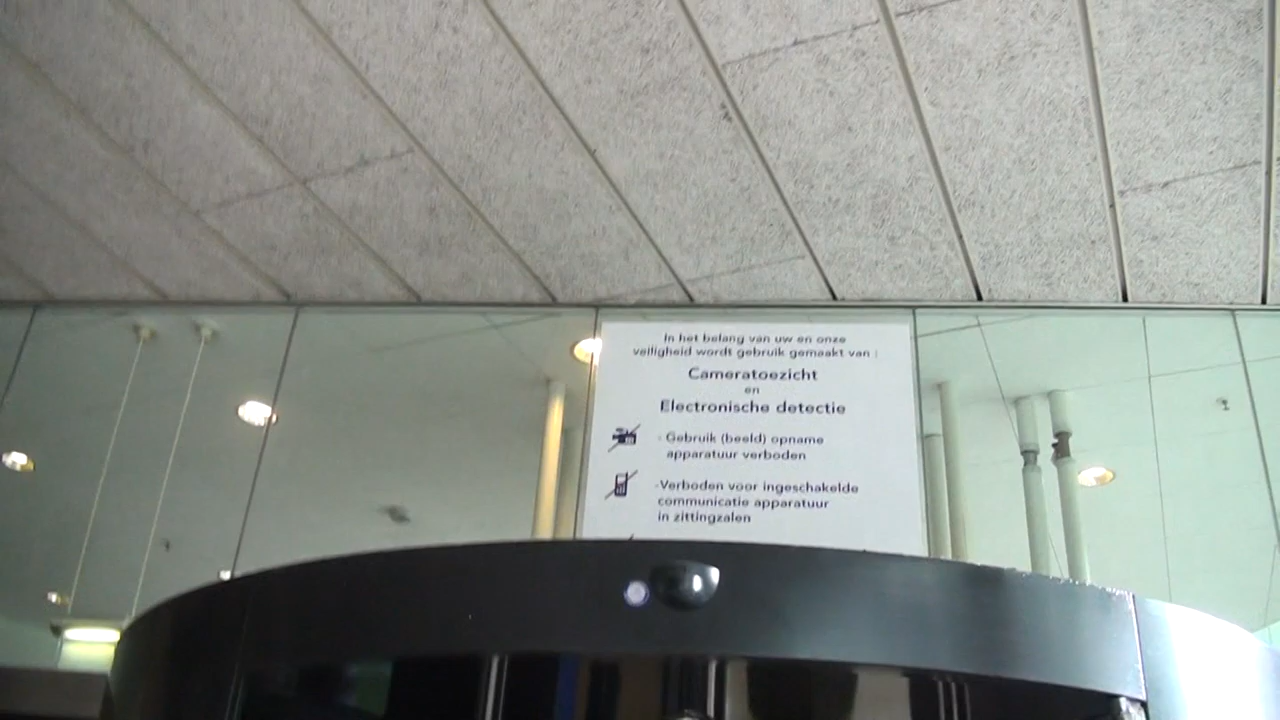 In het belang van uw en onze
veiligheid wordt gebruik gemaakt van :
Cameratoezicht
en
Electronische detectie
- Gebruik (beeld) opname
apparatuur verboden
-Verboden voor ingeschakelde
communicatie apparatuur
in zittingzalen